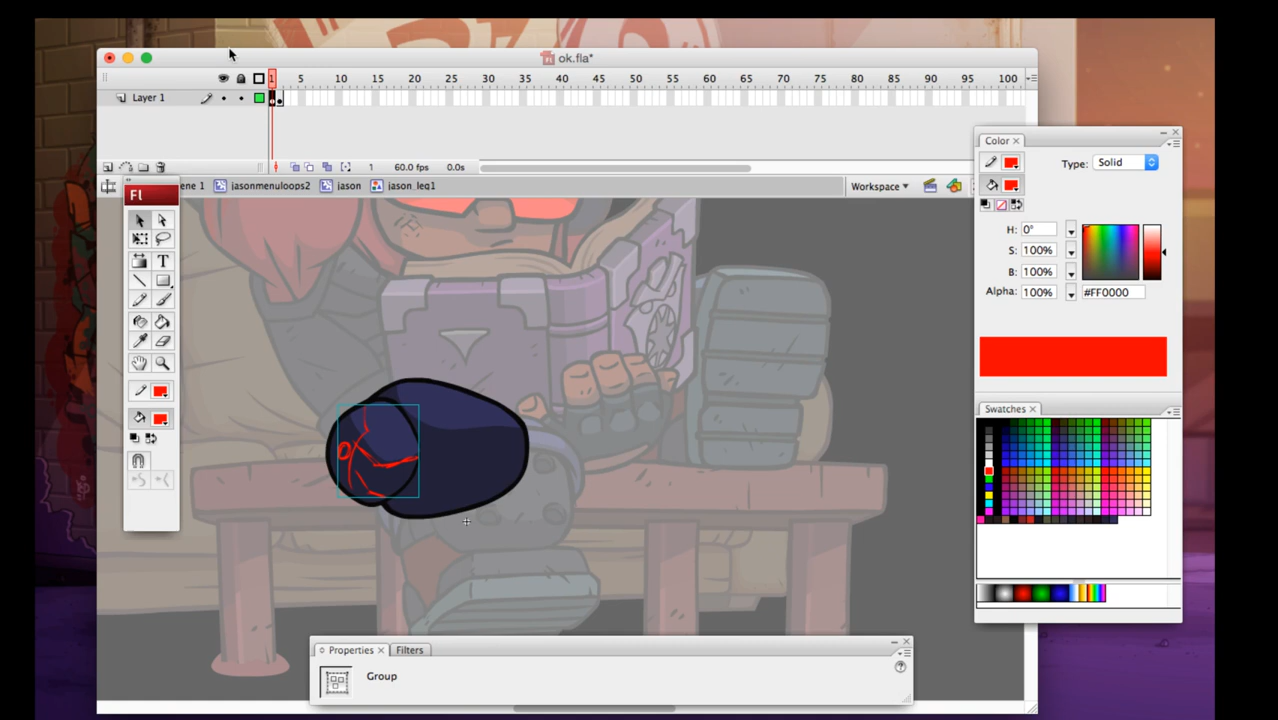 ok.fla*
1 5 10 15 20 25 30 35 40 45 50 55 60 65 70 75 80 85 90 95 100
Layer 1
1 60.0 fps 0.0s
Fl
ene 1 jasonmenuloops2 jason jason_leg1
Workspace
T
Color
Type: Solid
H: 0°
S: 100%
B: 100%
Alpha: 100% #FF0000
Swatches
Properties Filters
Group
?